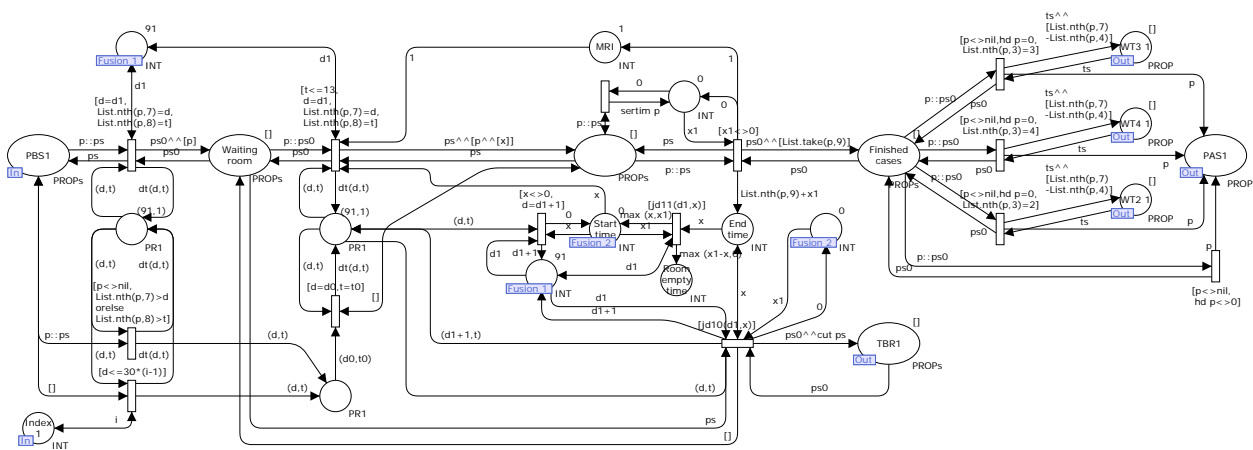 91
Fusion 1
INT
d1
[d=d1,
List.nth(p,7)=d,
List.nth(p,8)=t]
PBS1
In
PROPs
p::ps
ps
ps0^^[p]
ps0
Waiting
room
[]
PROPs
p::ps0
ps
d1
[t<=13,
d=d1,
List.nth(p,7)=d,
List.nth(p,8)=t]
1
MRI
1
INT
1
0
sertim p
0
INT
0
x1
[x1<>0]
p::ps
ps^^[p^^[x]]
ps
[]
PROPs
ps
p::ps
ps0^^[List.take(p,9)]
ps0
Finished
cases
[]
PROPs
ts^^
[List.nth(p,7)
-List.nth(p,4)]
[p<>nil,hd p=0,
List.nth(p,3)=3]
WT3 1
[]
Out
PROP
ts
p
p::ps0
ps0
ts^^
[List.nth(p,7)
-List.nth(p,4)]
[p<>nil,hd p=0,
List.nth(p,3)=4]
WT4 1
[]
Out
PROP
ts
p
PAS1
Out
PROP
p::ps0
ts^^
[List.nth(p,7)
-List.nth(p,4)]
[p<>nil,hd p=0,
List.nth(p,3)=2]
WT2 1
[]
Out
PROP
ts
p
ps0
p::ps0
ps0
p
[p<>nil,
hd p<>0]
(d,t)
dt(d,t)
(91,1)
PR1
(d,t)
dt(d,t)
[p<>nil,
List.nth(p,7)>d
orelse
List.nth(p,8)>t]
(d,t)
dt(d,t)
[d<=30*(i-1)]
p::ps
[]
(d,t)
(d,t)
i
Index
1
In
INT
(d,t)
dt(d,t)
(91,1)
PR1
(d,t)
dt(d,t)
[d=d0,t=t0]
[]
(d0,t0)
PR1
(d,t)
[x<>0,
d=d1+1]
0
x
x
0
Start
time
Fusion 2
INT
max (x,x1)
x1
[jd11(d1,x)]
x
End
time
INT
List.nth(p,9)+x1
0
Fusion 2
INT
d1
d1+1
91
Fusion 1
INT
d1
Room
empty
time
INT
d1
d1+1
x
x1
0
[jd10(d1,x)]
(d1+1,t)
ps0^^cut ps
TBR1
[]
Out
PROPs
ps0
(d,t)
ps
[]